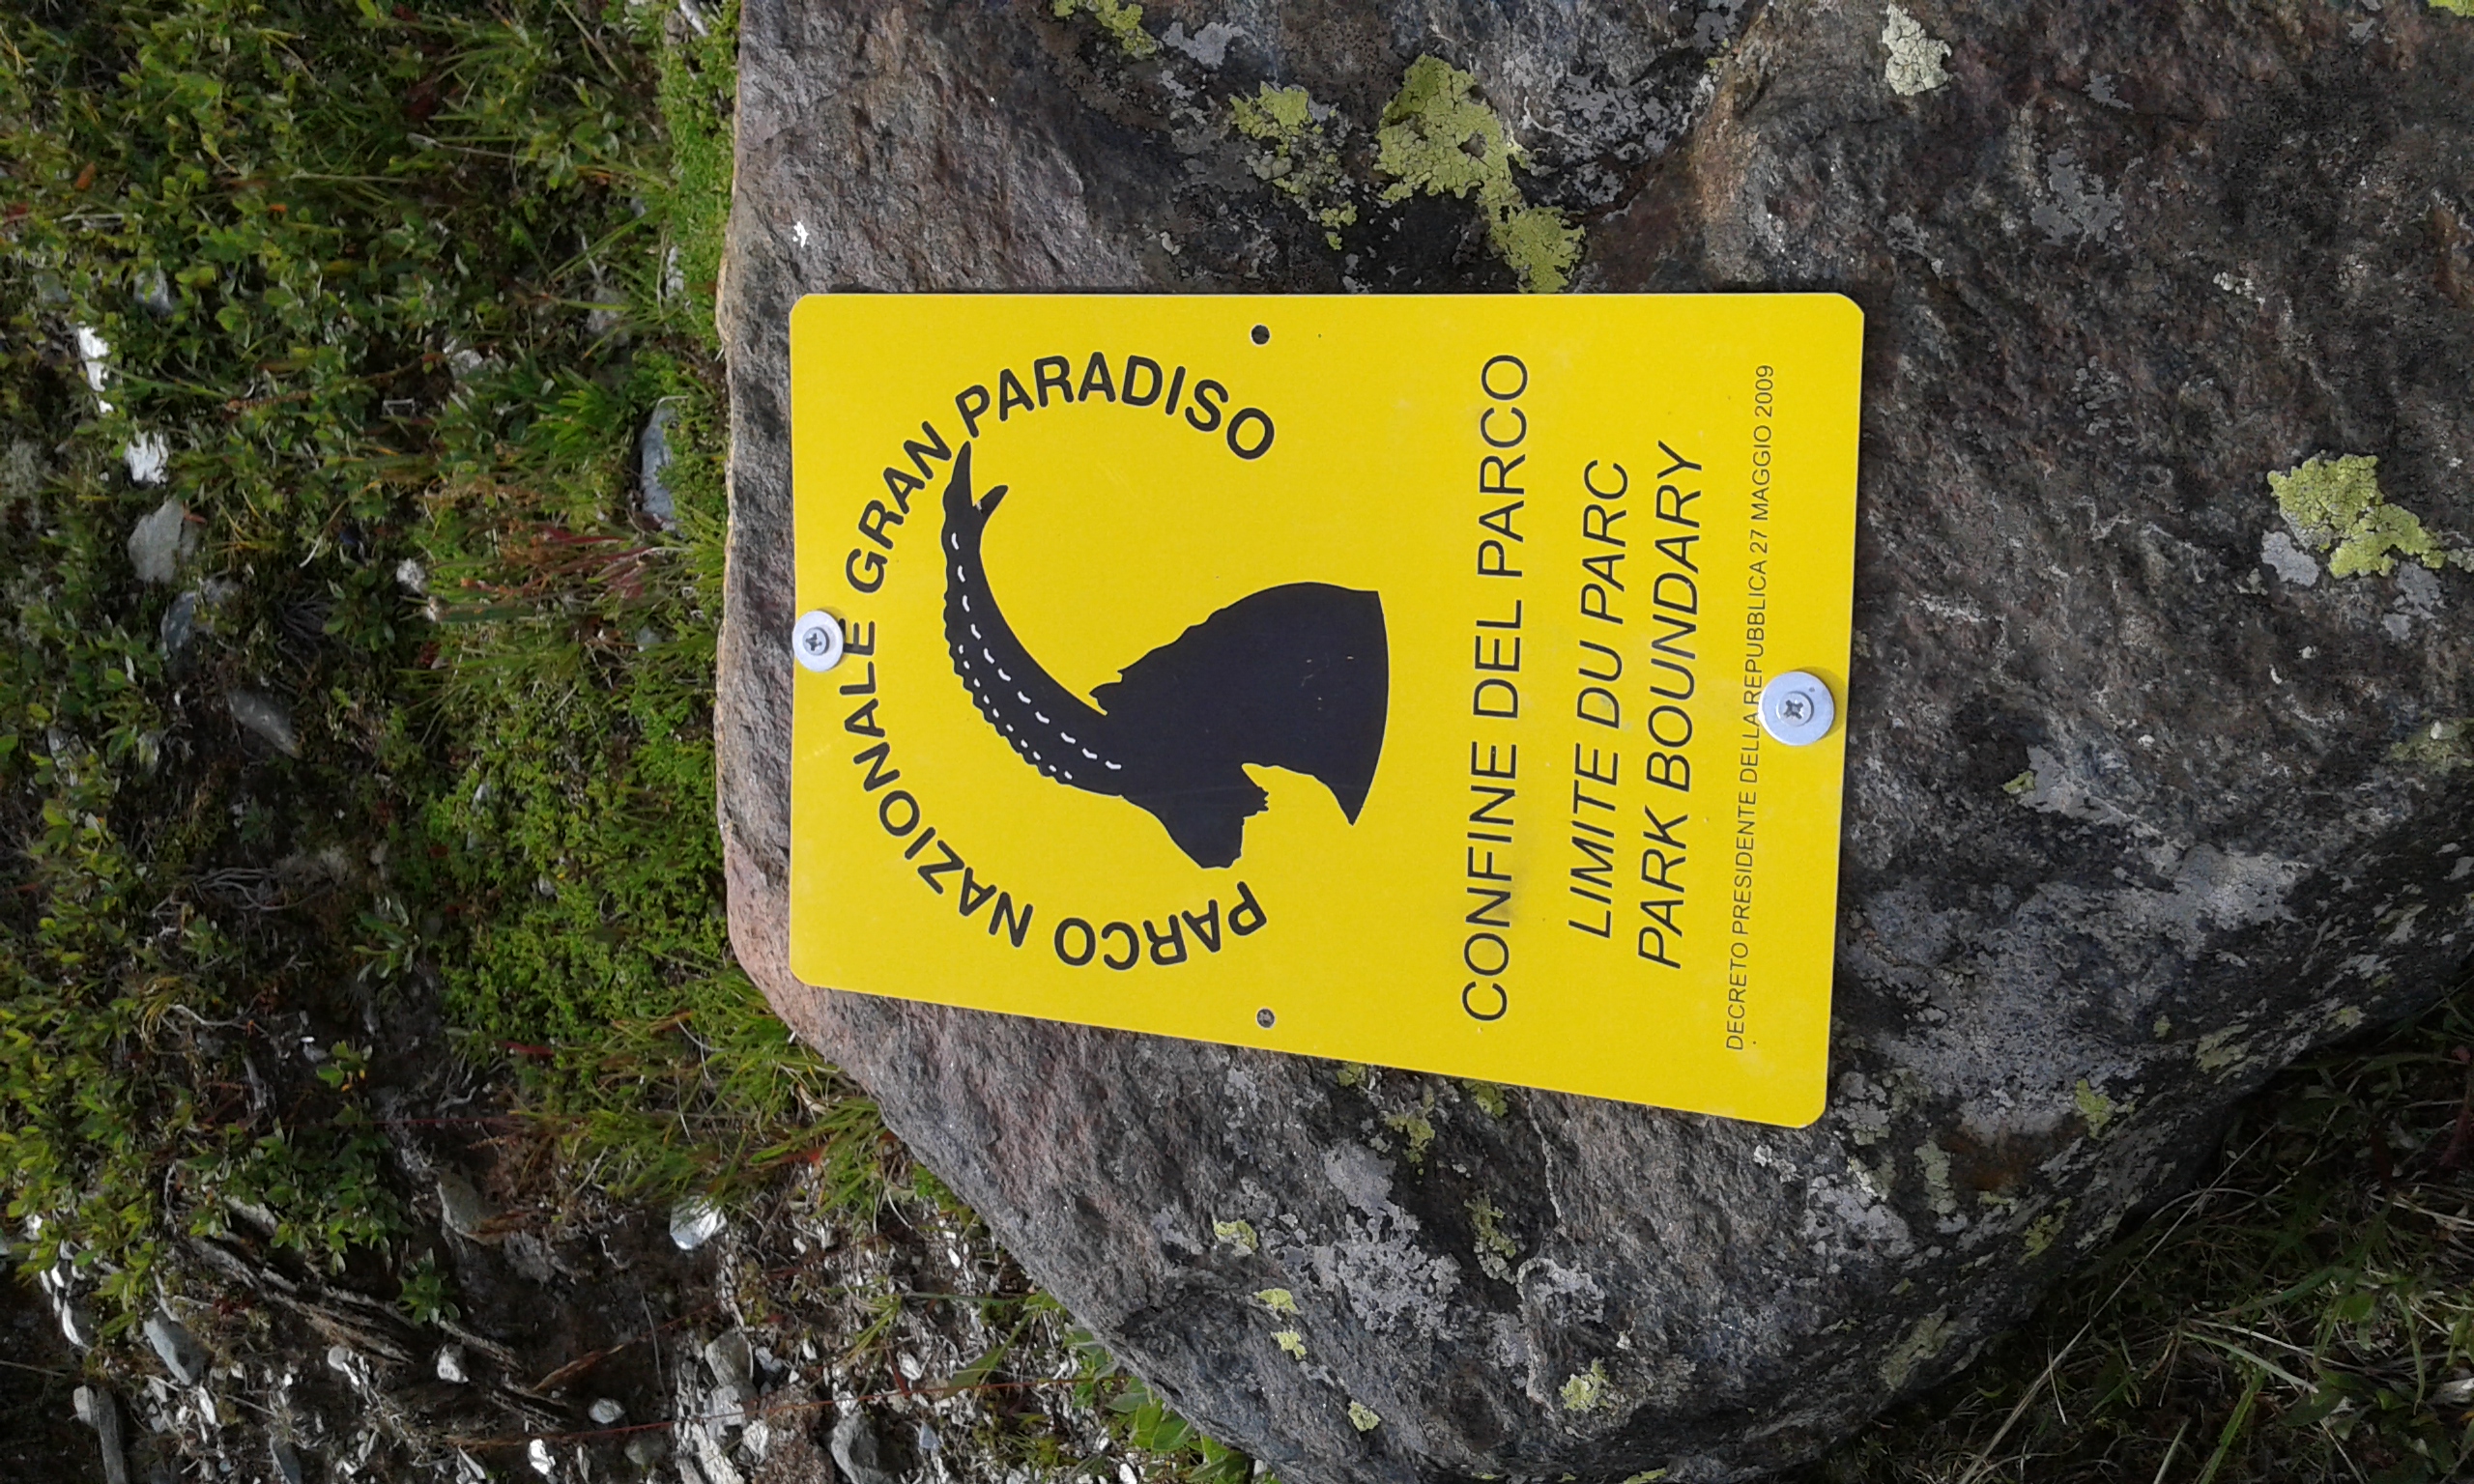 PARCO NAZIONALE GRAN PARADISO
CONFINE DEL PARCO
LIMITE DU PARC
PARK BOUNDARY
DECRETO PRESIDENTE DELLA REPUBBLICA 27 MAGGIO 2009